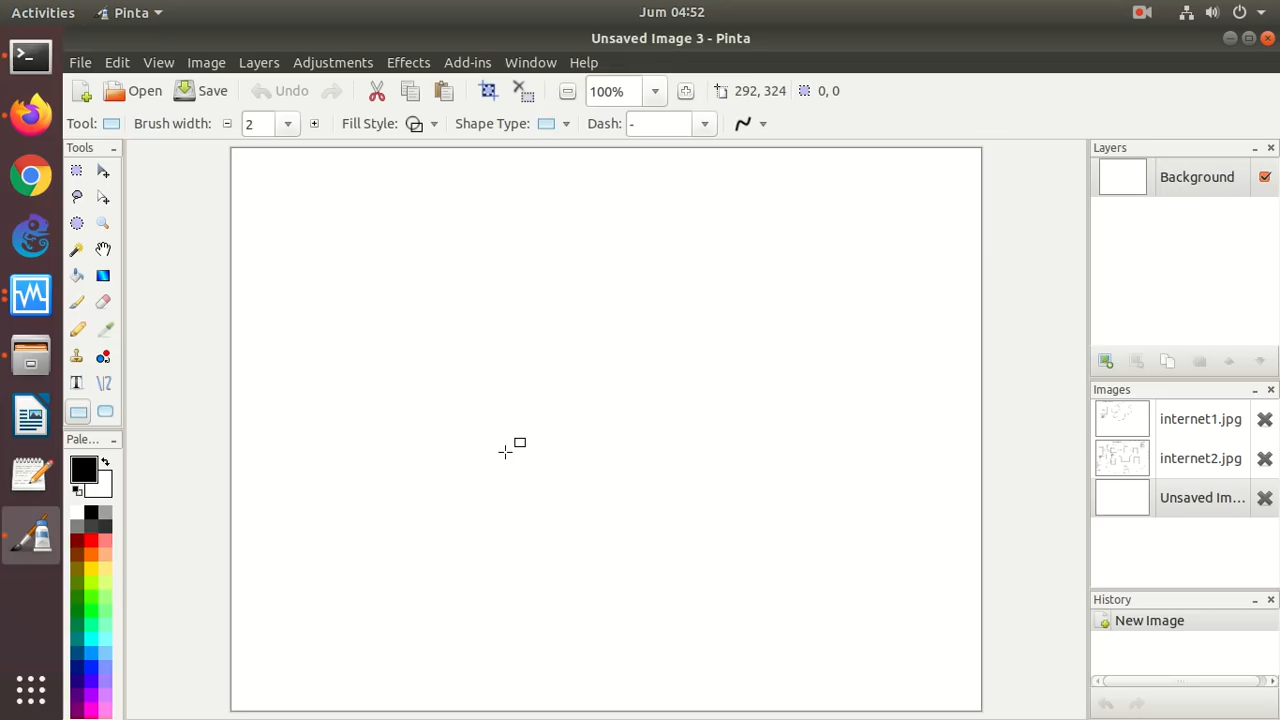 Activities Pinta Jum 04:52
Unsaved Image 3 - Pinta
File Edit View Image Layers Adjustments Effects Add-ins Window Help
Open Save Undo 100% 292, 324 0, 0
Tool: Brush width: 2 Fill Style: Shape Type: Dash: -
Tools
Layers
Background
Images
internet1.jpg
internet2.jpg
Unsaved Im...
Pale...
History
New Image